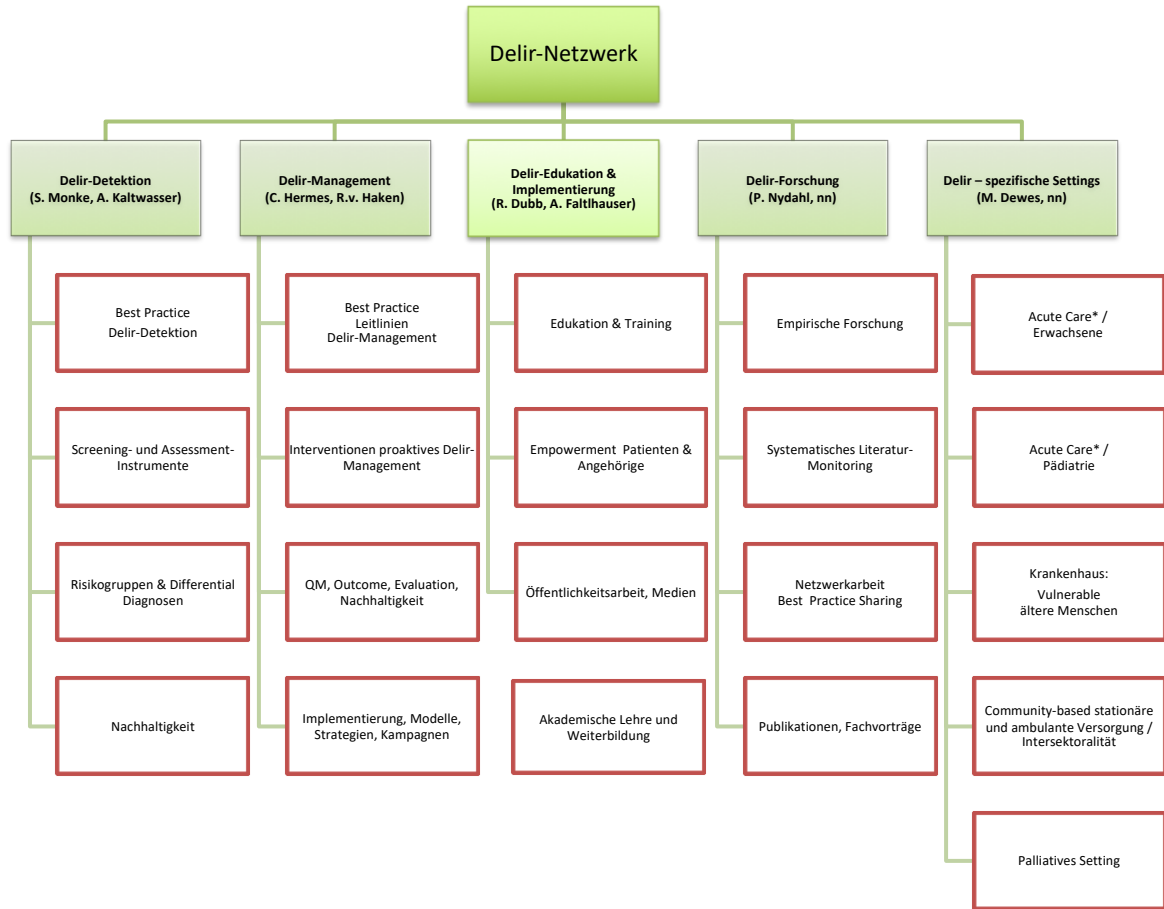 Delir-Netzwerk
Delir-Detektion
(S. Monke, A. Kaltwasser)
Delir-Management
(C. Hermes, R.v. Haken)
Delir-Edukation &
Implementierung
(R. Dubb, A. Faltlhauser)
Delir-Forschung
(P. Nydahl, nn)
Delir – spezifische Settings
(M. Dewes, nn)
Best Practice
Delir-Detektion
Best Practice
Leitlinien
Delir-Management
Edukation & Training
Empirische Forschung
Acute Care* /
Erwachsene
Screening- und Assessment-
Instrumente
Interventionen proaktives Delir-
Management
Empowerment Patienten &
Angehörige
Systematisches Literatur-
Monitoring
Acute Care* /
Pädiatrie
Risikogruppen & Differential
Diagnosen
QM, Outcome, Evaluation,
Nachhaltigkeit
Öffentlichkeitsarbeit, Medien
Netzwerkarbeit
Best Practice Sharing
Krankenhaus:
Vulnerable
ältere Menschen
Nachhaltigkeit
Implementierung, Modelle,
Strategien, Kampagnen
Akademische Lehre und
Weiterbildung
Publikationen, Fachvorträge
Community-based stationäre
und ambulante Versorgung /
Intersektoralität
Palliatives Setting